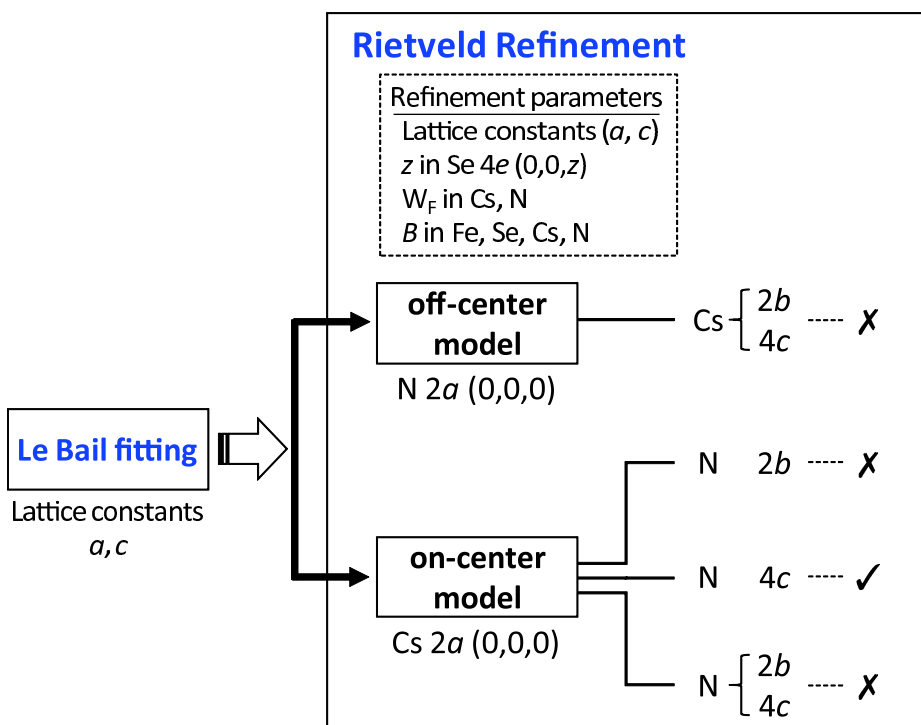 Rietveld Refinement
Refinement parameters
Lattice constants (a, c)
z in Se 4e (0,0,z)
W_F in Cs, N
B in Fe, Se, Cs, N
off-center
model
N 2a (0,0,0)
Cs { 2b
4c ----- ✗
Le Bail fitting
Lattice constants
a, c
N 2b ----- ✗
on-center
model
Cs 2a (0,0,0)
N 4c ----- ✓
N { 2b
4c ----- ✗